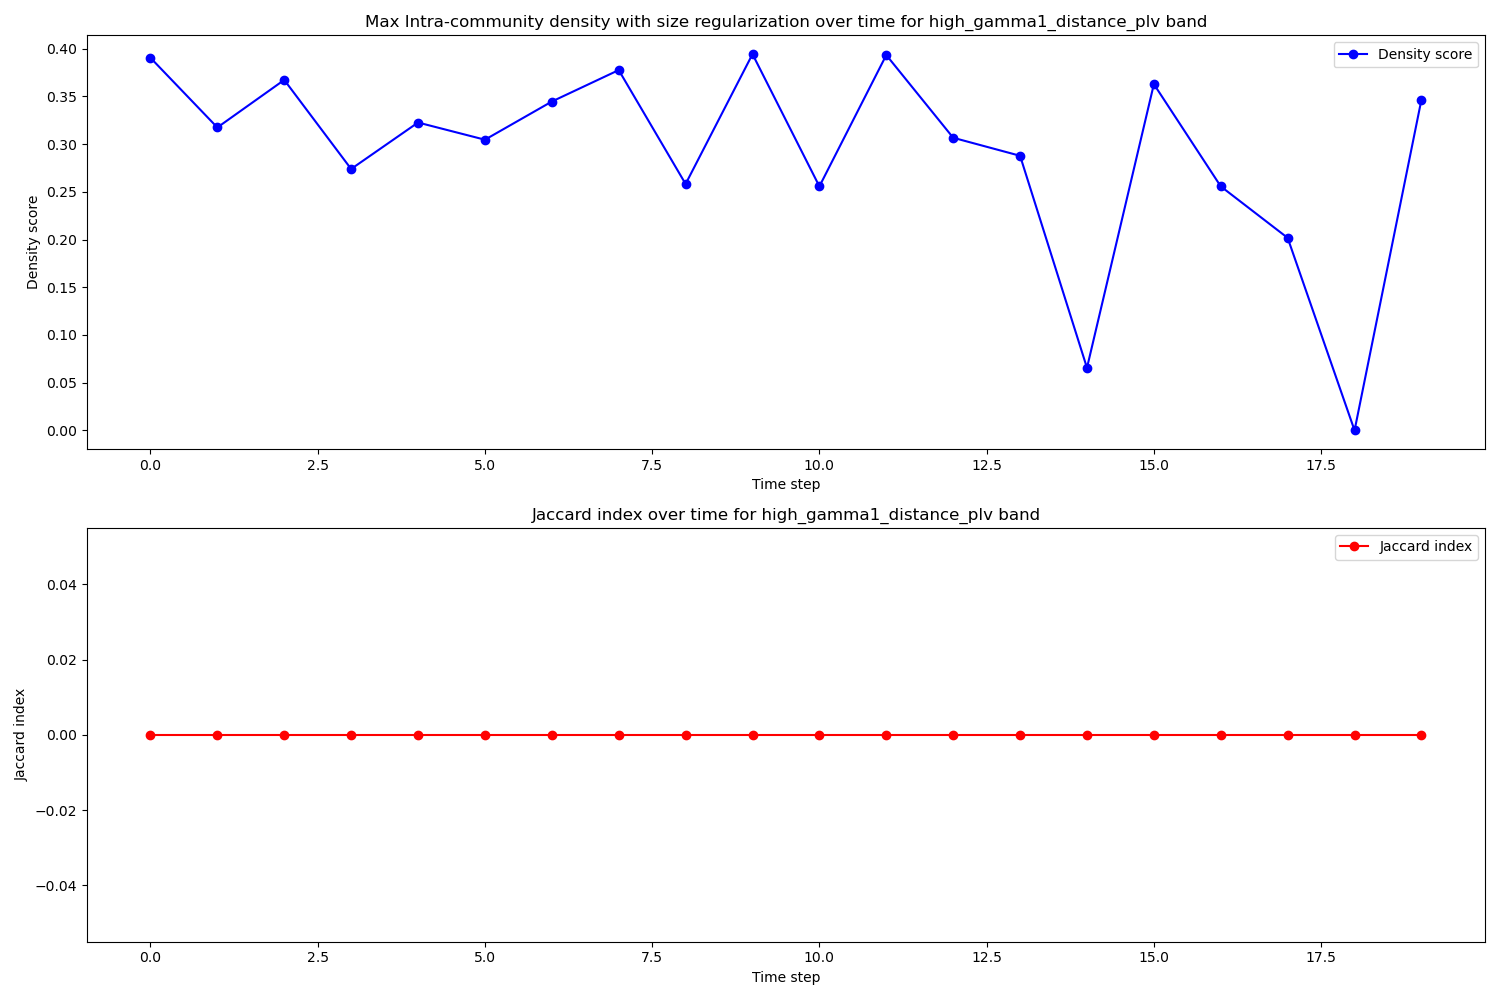 Max Intra-community density with size regularization over time for high_gamma1_distance_plv band
Density score
0.40
0.35
0.30
0.25
0.20
0.15
0.10
0.05
0.00
Density score
0.0 2.5 5.0 7.5 10.0 12.5 15.0 17.5
Time step
Jaccard index over time for high_gamma1_distance_plv band
Jaccard index
0.04
0.02
0.00
−0.02
−0.04
Jaccard index
0.0 2.5 5.0 7.5 10.0 12.5 15.0 17.5
Time step